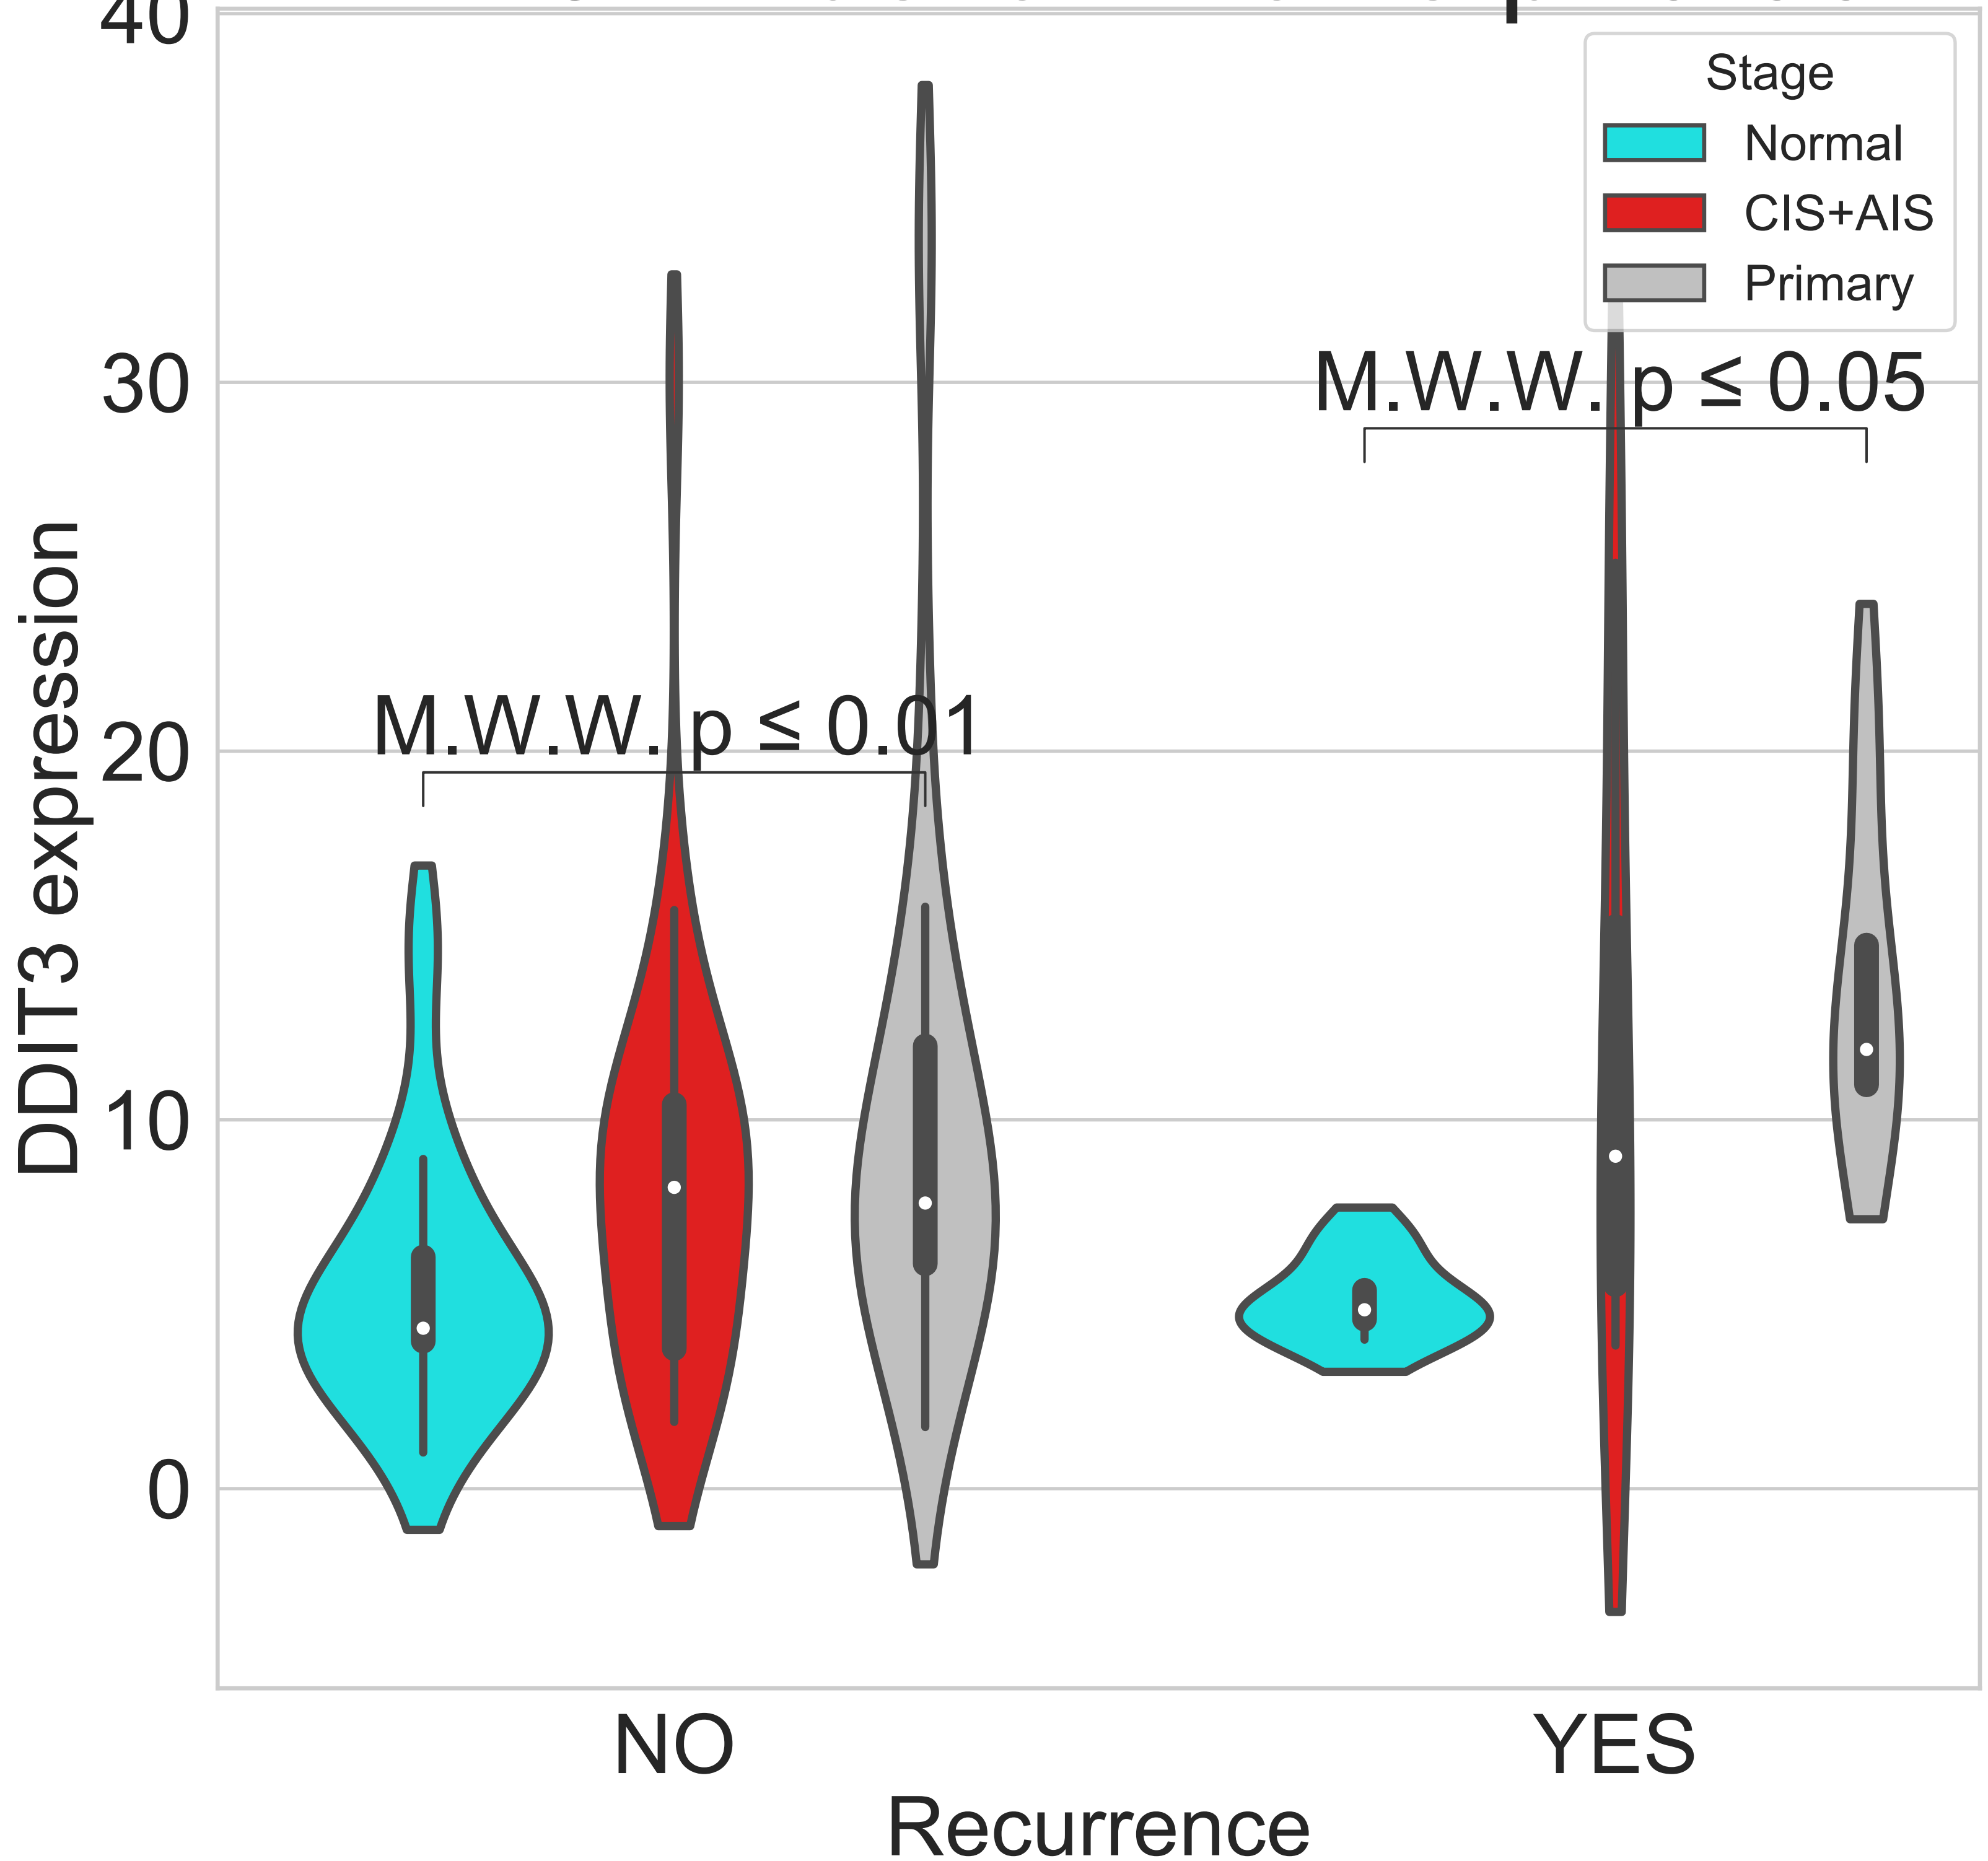 40
Stage
Normal
CIS+AIS
Primary
30
M.W.W. p ≤ 0.05
20
M.W.W. p ≤ 0.01
10
0
DDIT3 expression
NO
YES
Recurrence